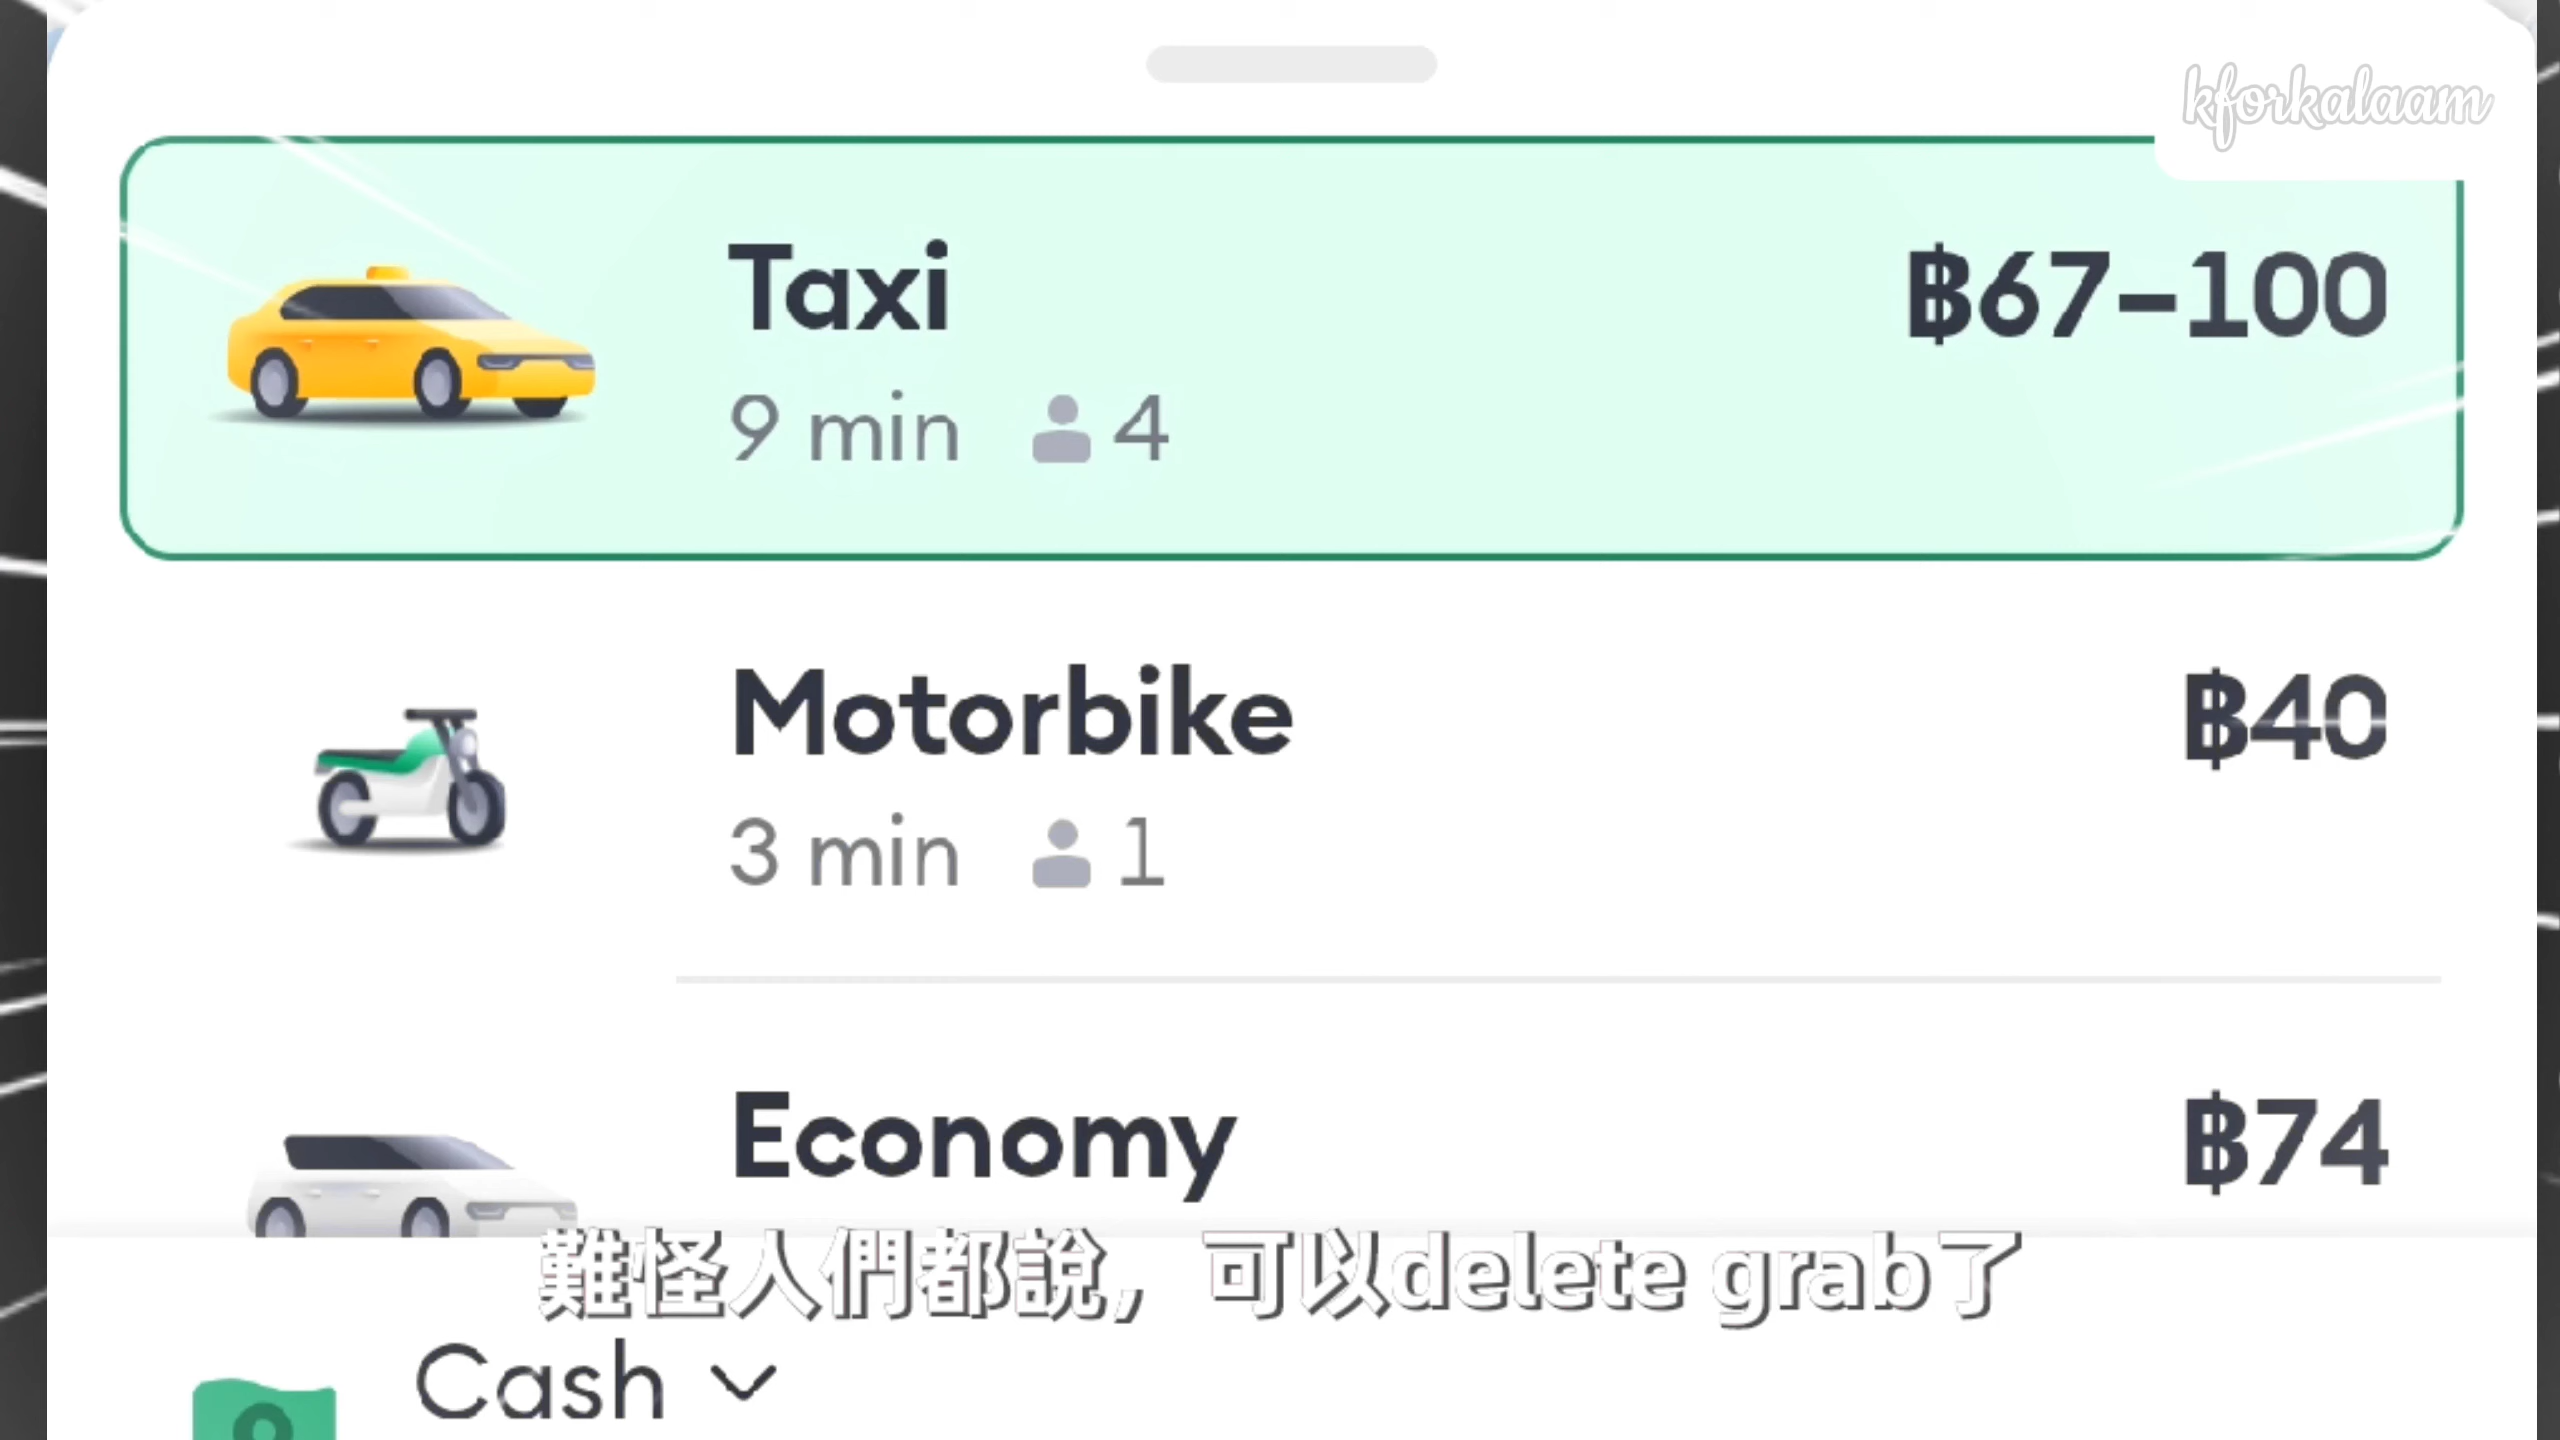 kforkalaam
Taxi
฿67–100
9 min 4
Motorbike
฿40
3 min 1
Economy
฿74
難怪人們都說，可以delete grab了
Cash